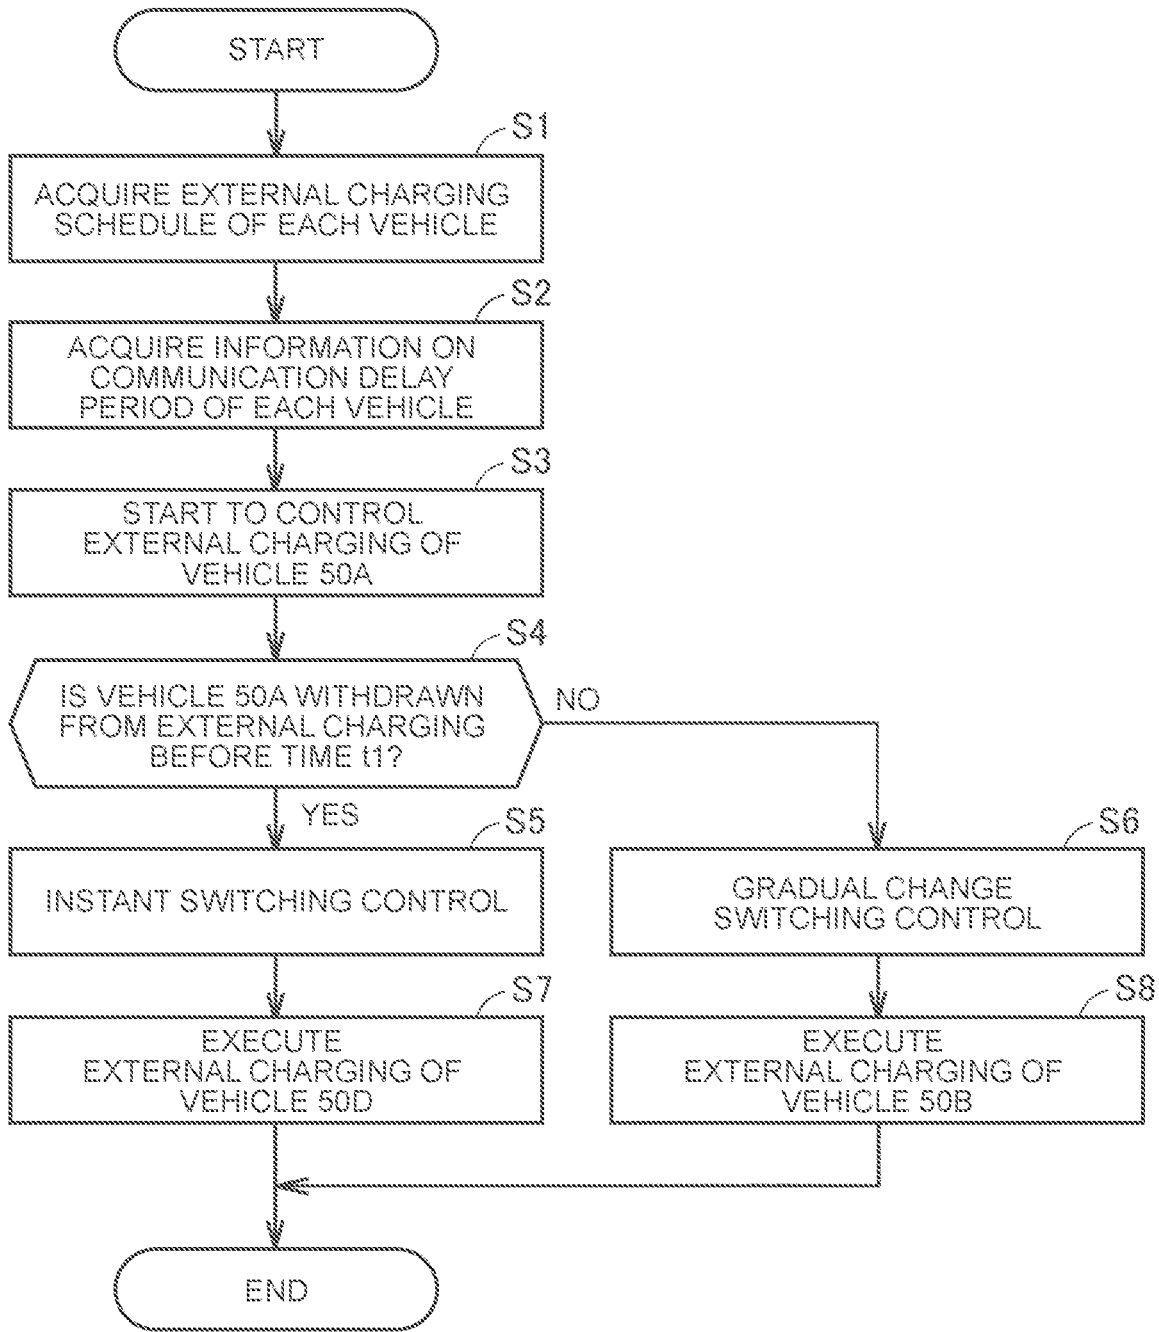 START
S1
ACQUIRE EXTERNAL CHARGING
SCHEDULE OF EACH VEHICLE
S2
ACQUIRE INFORMATION ON
COMMUNICATION DELAY
PERIOD OF EACH VEHICLE
S3
START TO CONTROL
EXTERNAL CHARGING OF
VEHICLE 50A
S4
IS VEHICLE 50A WITHDRAWN
FROM EXTERNAL CHARGING
BEFORE TIME t1?
NO
YES
S5
INSTANT SWITCHING CONTROL
S6
GRADUAL CHANGE
SWITCHING CONTROL
S7
EXECUTE
EXTERNAL CHARGING OF
VEHICLE 50D
S8
EXECUTE
EXTERNAL CHARGING OF
VEHICLE 50B
END